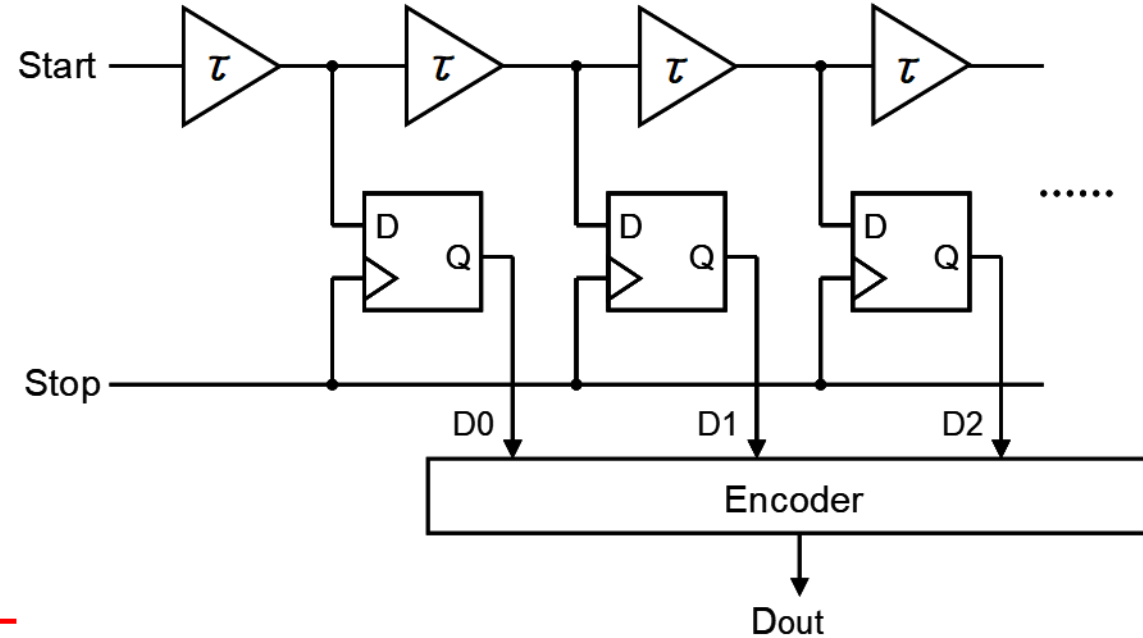 Start τ τ τ τ
D D D ......
Q Q Q
Stop
D0 D1 D2
Encoder
Dout